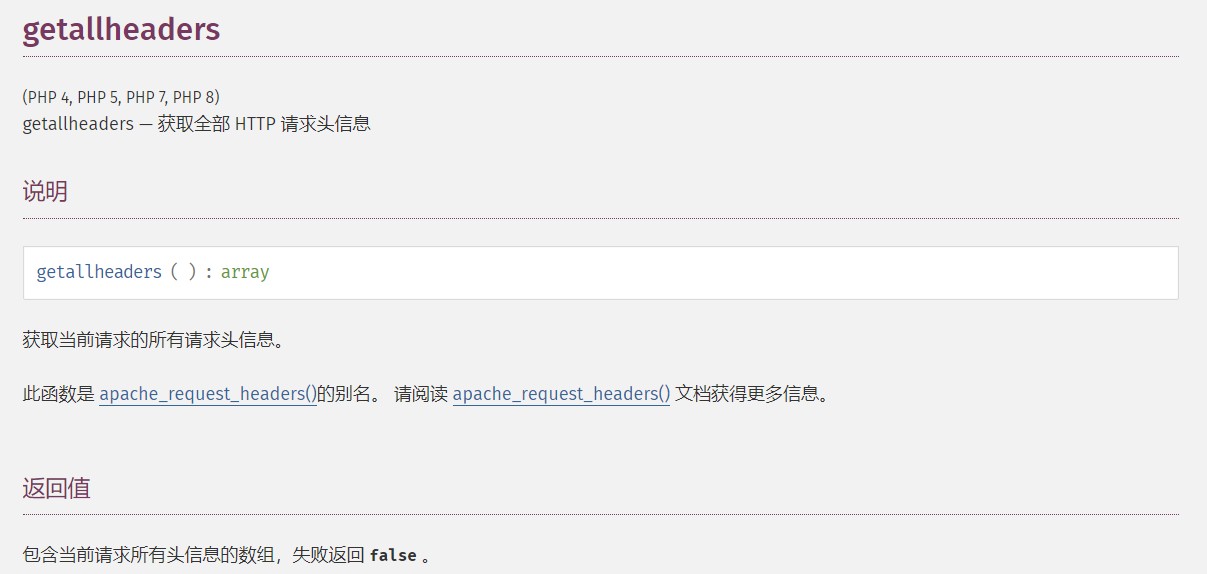 getallheaders
(PHP 4, PHP 5, PHP 7, PHP 8)
getallheaders — 获取全部 HTTP 请求头信息
说明
getallheaders ( ) : array
获取当前请求的所有请求头信息。
此函数是 apache_request_headers()的别名。 请阅读 apache_request_headers() 文档获得更多信息。
返回值
包含当前请求所有头信息的数组，失败返回 false 。